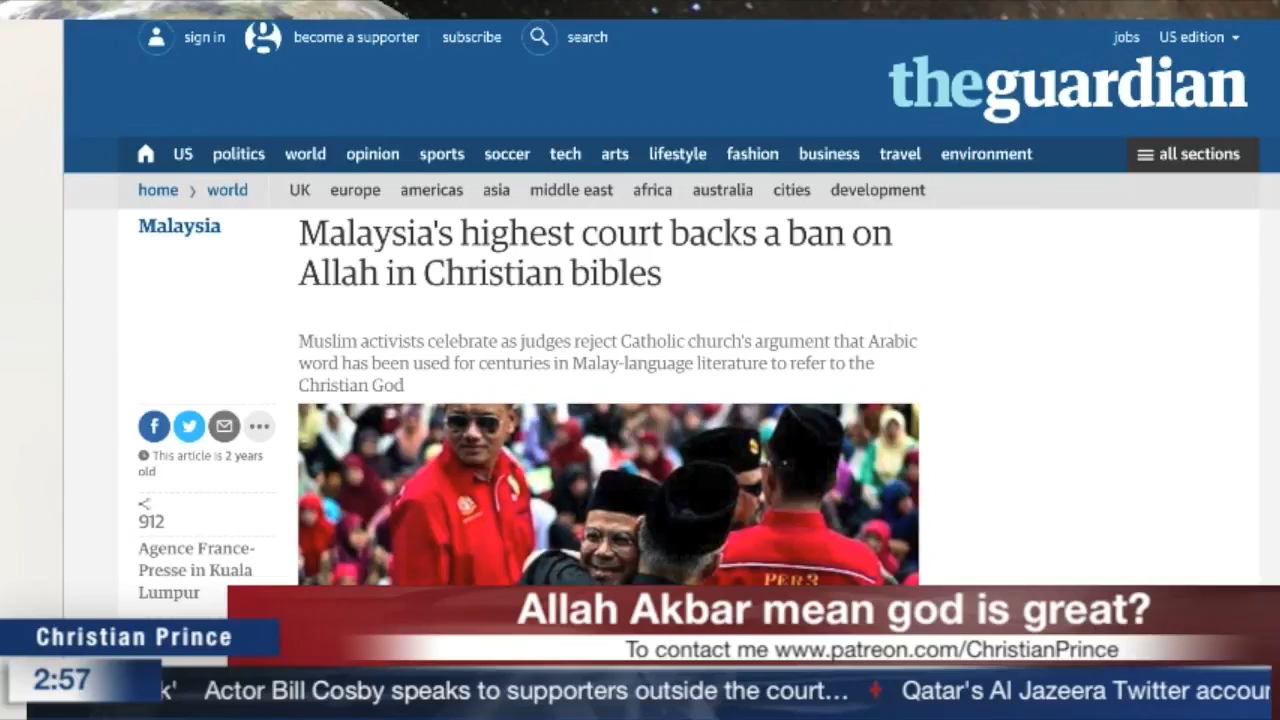 sign in become a supporter subscribe search jobs US edition
theguardian
US politics world opinion sports soccer tech arts lifestyle fashion business travel environment all sections
home > world UK europe americas asia middle east africa australia cities development
Malaysia
Malaysia's highest court backs a ban on
Allah in Christian bibles
Muslim activists celebrate as judges reject Catholic church's argument that Arabic
word has been used for centuries in Malay-language literature to refer to the
Christian God
This article is 2 years
old
912
Agence France-
Presse in Kuala
Lumpur
Allah Akbar mean god is great?
Christian Prince
To contact me www.patreon.com/ChristianPrince
2:57
k' Actor Bill Cosby speaks to supporters outside the court... Qatar's Al Jazeera Twitter accour